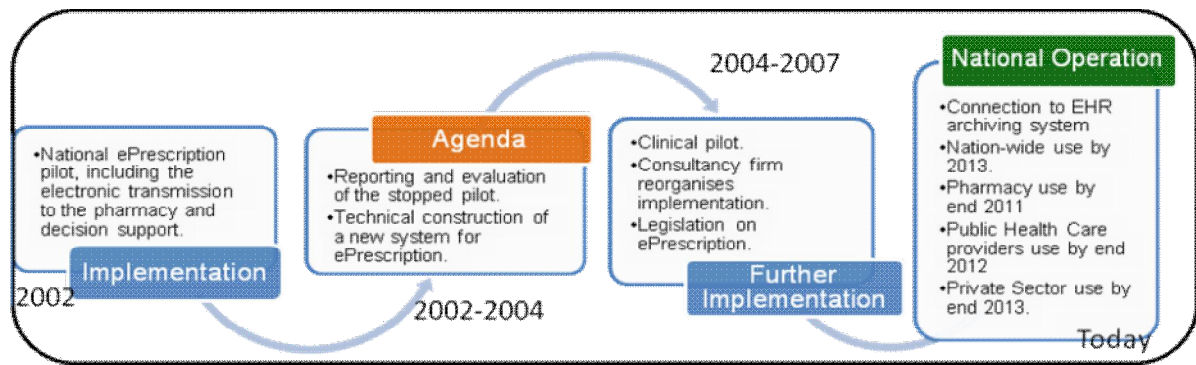 •National ePrescription
pilot, including the
electronic transmission
to the pharmacy and
decision support.
Implementation
2002
Agenda
•Reporting and evaluation
of the stopped pilot.
•Technical construction of
a new system for
ePrescription.
2002-2004
2004-2007
•Clinical pilot.
•Consultancy firm
reorganises
implementation.
•Legislation on
ePrescription.
Further
Implementation
National Operation
•Connection to EHR
archiving system
•Nation-wide use by
2013.
•Pharmacy use by
end 2011
•Public Health Care
providers use by end
2012
•Private Sector use by
end 2013.
Today